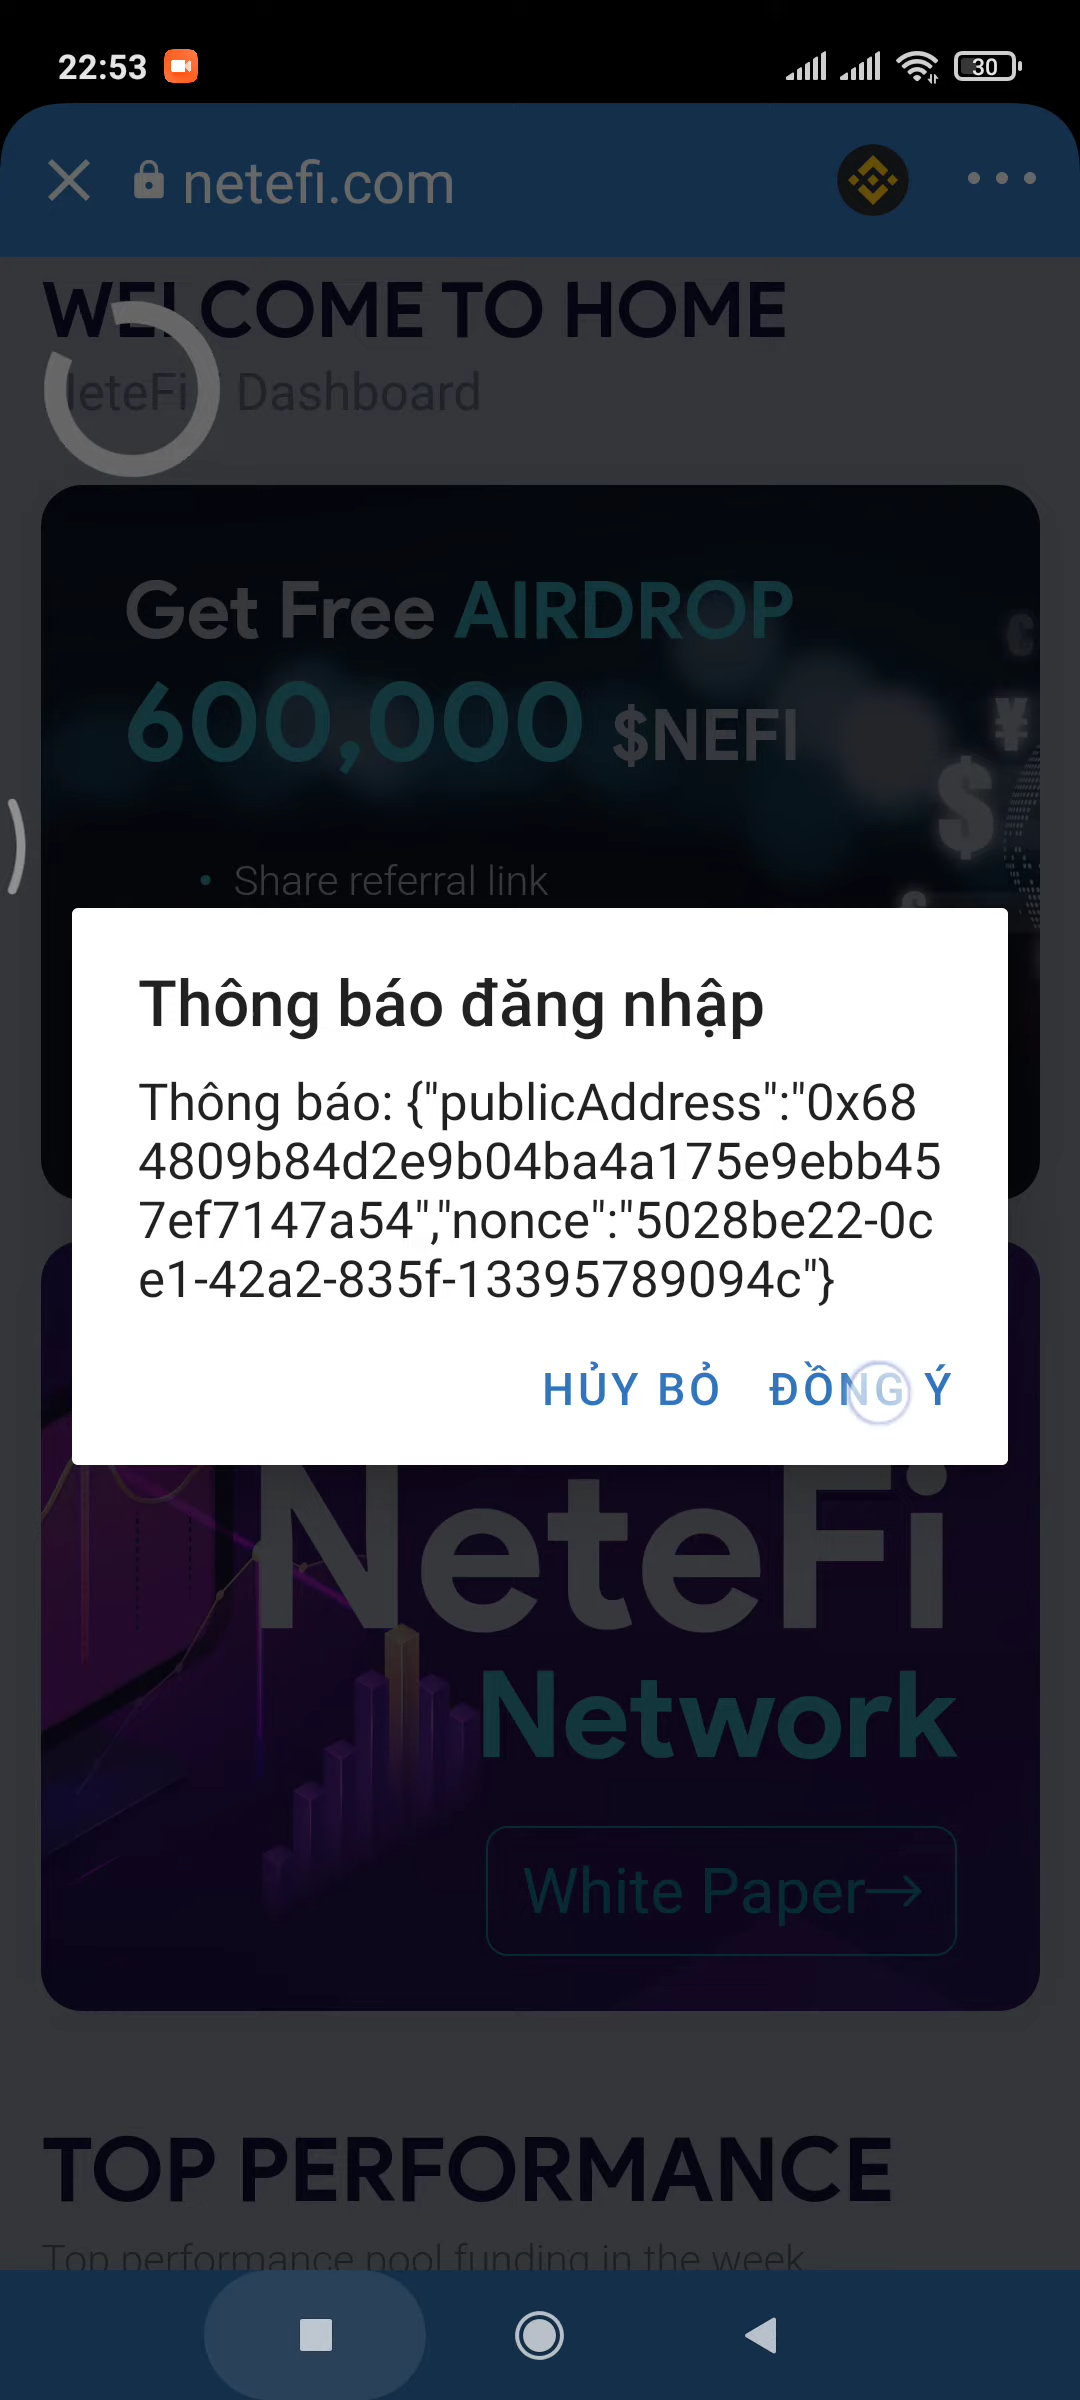 22:53
30
netefi.com
WELCOME TO HOME
Dashboard
Get Free AIRDROP
600,000 $NEFI
• Share referral link
Thông báo đăng nhập
Thông báo: {"publicAddress":"0x68
4809b84d2e9b04ba4a175e9ebb45
7ef7147a54","nonce":"5028be22-0c
e1-42a2-835f-13395789094c"}
HỦY BỎ ĐỒNG Ý
NeteFi
Network
White Paper→
TOP PERFORMANCE
Top performance pool funding in the week